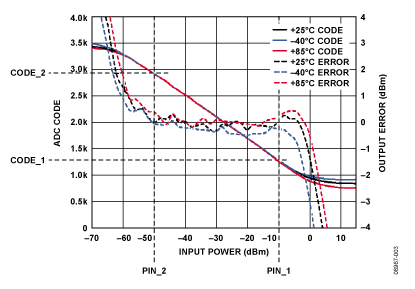 4.0k
3.5k
3.0k
2.5k
2.0k
1.5k
1.0k
0.5k
0
ADC CODE
CODE_2
CODE_1
+25°C CODE
–40°C CODE
+85°C CODE
+25°C ERROR
–40°C ERROR
+85°C ERROR
4
3
2
1
0
–1
–2
–3
–4
OUTPUT ERROR (dBm)
–70 –60 –50 –40 –30 –20 –10 0 10
INPUT POWER (dBm)
PIN_2 PIN_1